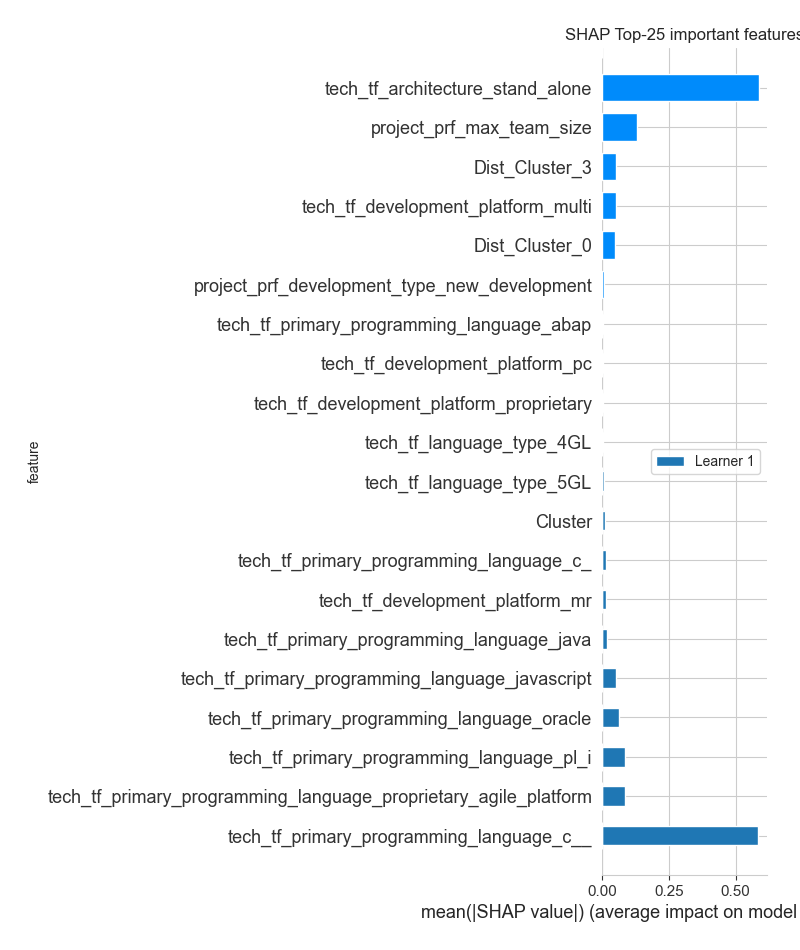 SHAP Top-25 important features
tech_tf_architecture_stand_alone
project_prf_max_team_size
Dist_Cluster_3
tech_tf_development_platform_multi
Dist_Cluster_0
project_prf_development_type_new_development
tech_tf_primary_programming_language_abap
tech_tf_development_platform_pc
tech_tf_development_platform_proprietary
tech_tf_language_type_4GL
feature
Learner 1
tech_tf_language_type_5GL
Cluster
tech_tf_primary_programming_language_c_
tech_tf_development_platform_mr
tech_tf_primary_programming_language_java
tech_tf_primary_programming_language_javascript
tech_tf_primary_programming_language_oracle
tech_tf_primary_programming_language_pl_i
tech_tf_primary_programming_language_proprietary_agile_platform
tech_tf_primary_programming_language_c__
0.00 0.25 0.50
mean(|SHAP value|) (average impact on model